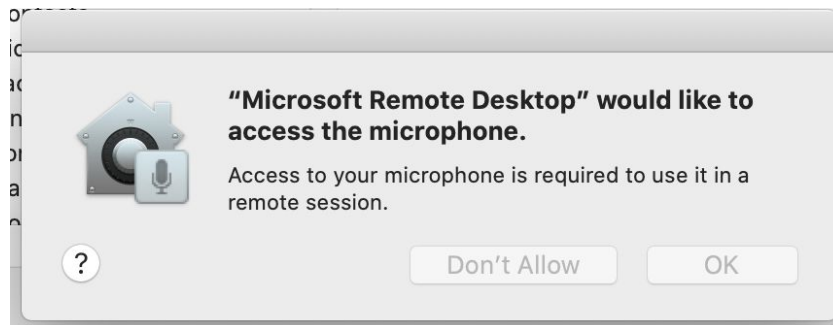 “Microsoft Remote Desktop” would like to
access the microphone.
Access to your microphone is required to use it in a
remote session.
?
Don’t Allow
OK